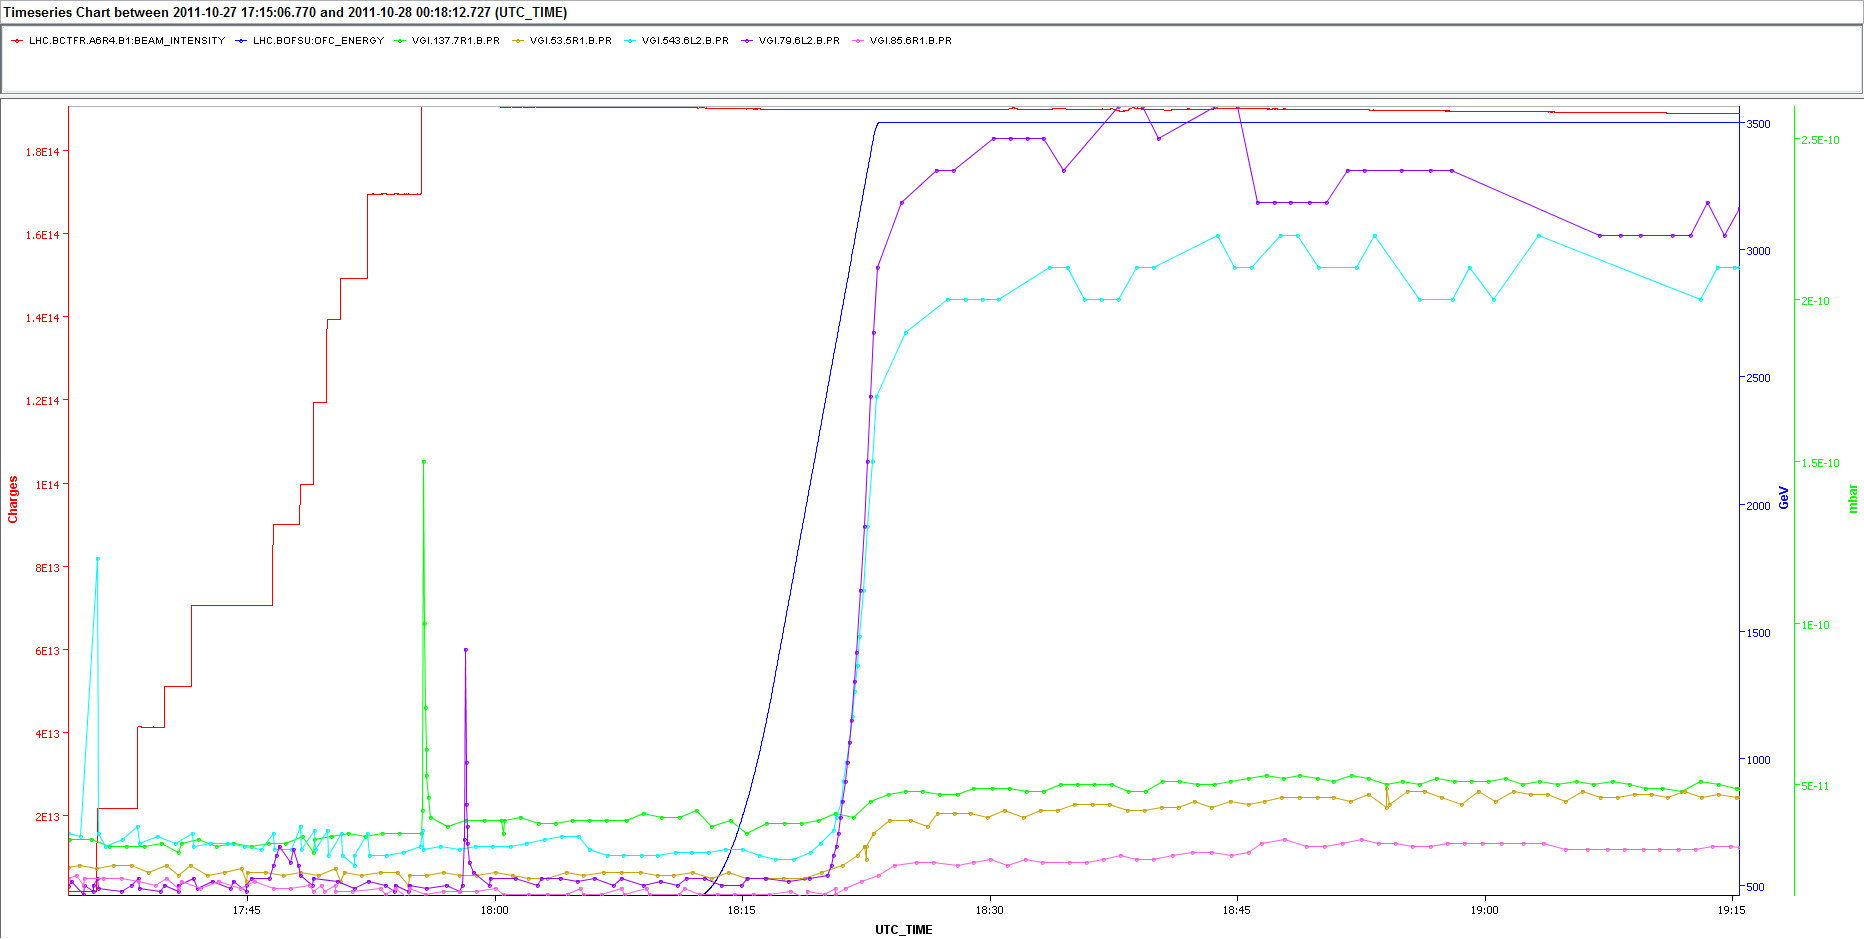 Timeseries Chart between 2011-10-27 17:15:06.770 and 2011-10-28 00:18:12.727 (UTC_TIME)
LHC.BCTFR.A6R4.B1:BEAM_INTENSITY LHC.BOFSU:OFC_ENERGY VGI.137.7R1.B.PR VGI.53.5R1.B.PR VGI.543.6L2.B.PR VGI.79.6L2.B.PR VGI.85.6R1.B.PR
Charges
1.8E14
1.6E14
1.4E14
1.2E14
1E14
8E13
6E13
4E13
2E13
3500
3000
2500
2000
1500
1000
500
GeV
2.5E-10
2E-10
1.5E-10
1E-10
5E-11
mbar
17:45 18:00 18:15 18:30 18:45 19:00 19:15
UTC_TIME